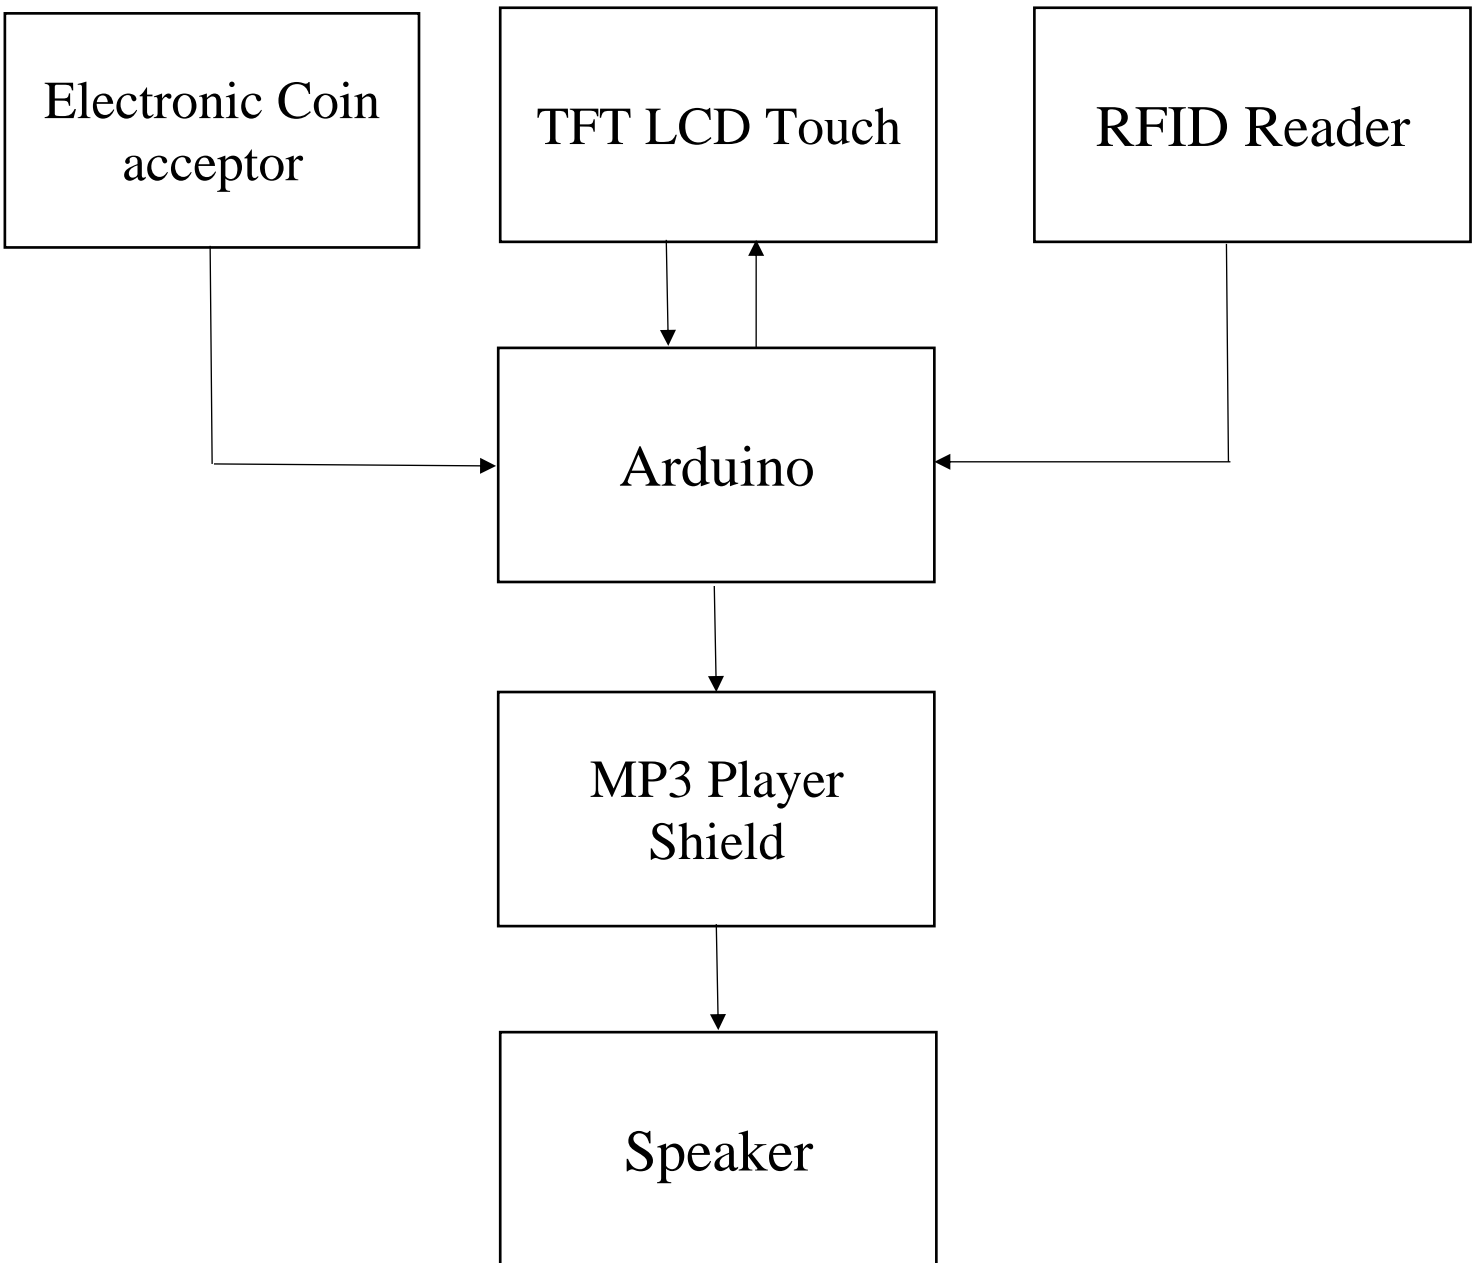 Electronic Coin
acceptor
TFT LCD Touch
RFID Reader
Arduino
MP3 Player
Shield
Speaker